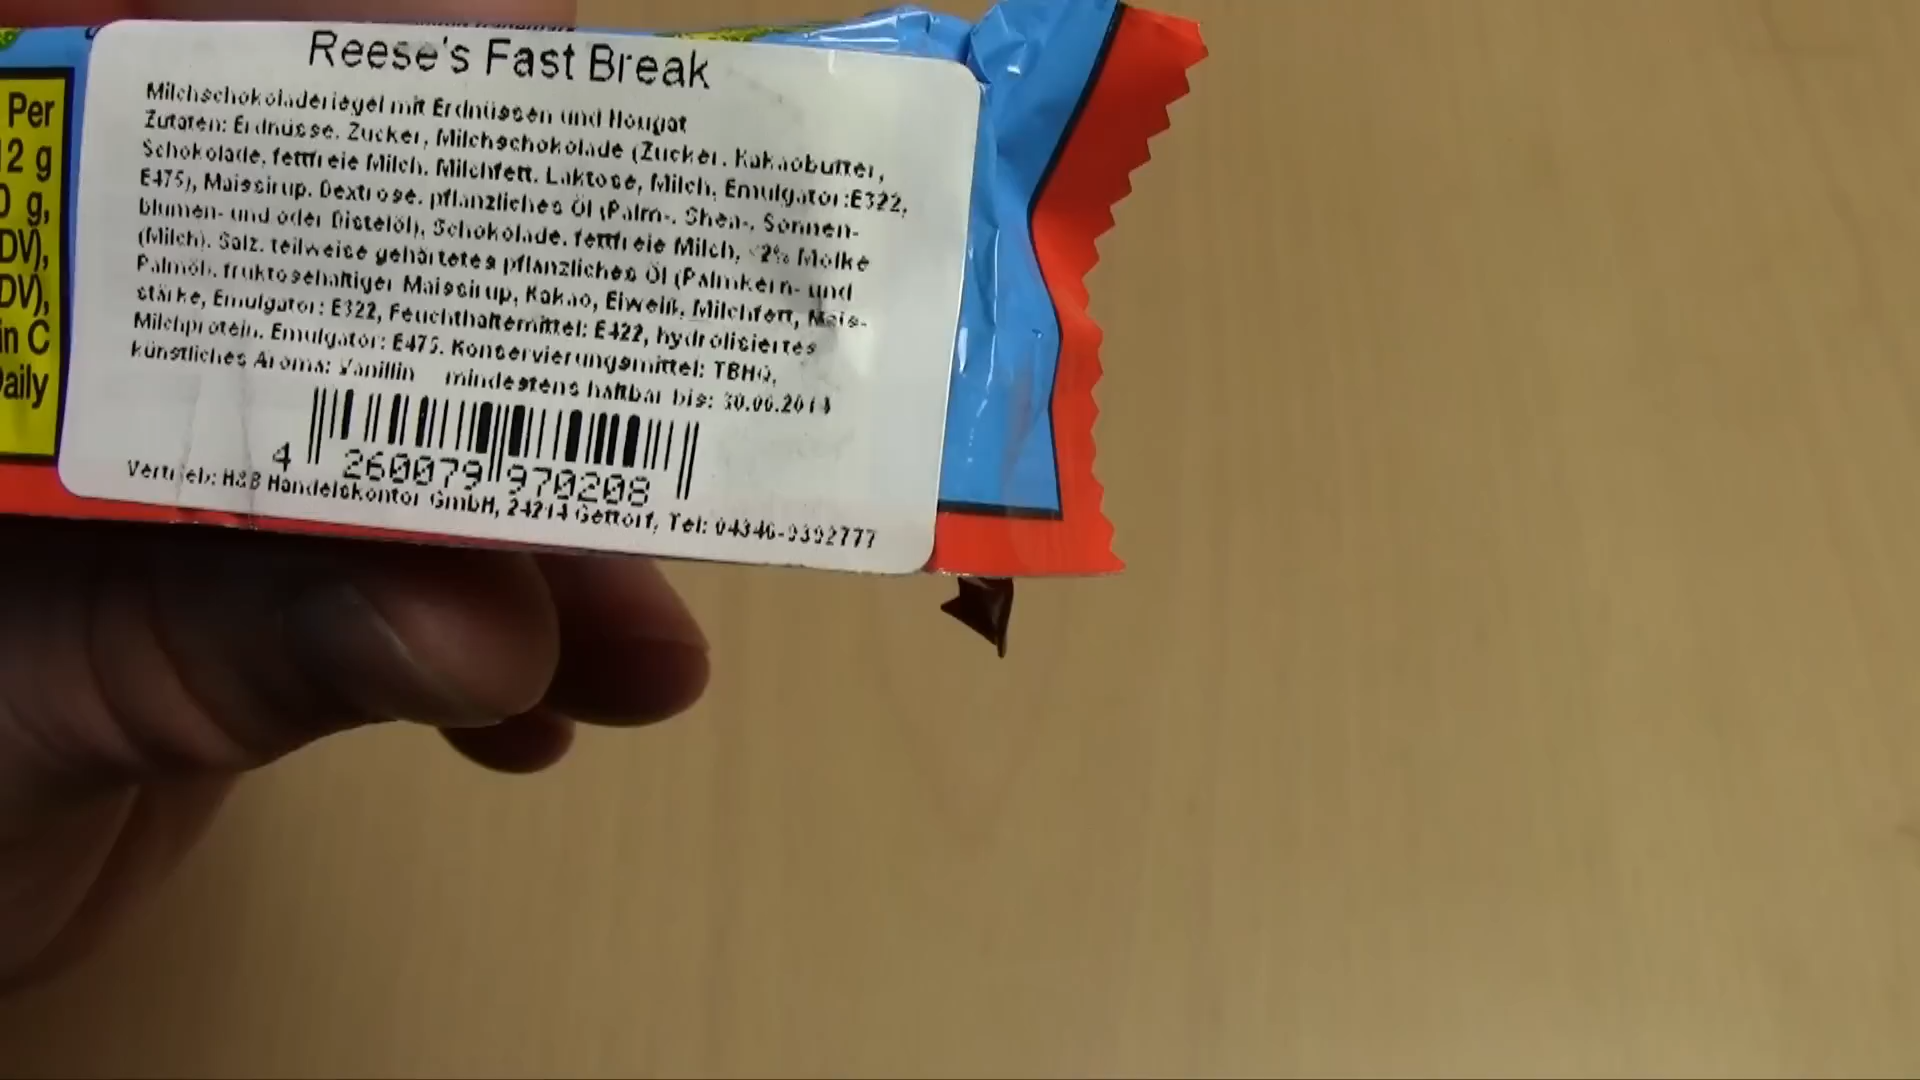 Reese's Fast Break
Milchschokoladeriegel mit Erdnüssen und Nougat
Zutaten: Erdnüsse, Zucker, Milchschokolade (Zucker, Kakaobutter,
Schokolade, fettfreie Milch, Milchfett, Laktose, Milch, Emulgator:E322,
E475), Maissirup, Dextrose, pflanzliches Öl (Palm-, Shea-, Sonnen-
blumen- und oder Distelöl), Schokolade, fettfreie Milch, <2% Molke
(Milch), Salz, teilweise gehärtetes pflanzliches Öl (Palmkern- und
Palmöl), fruktosehaltiger Maissirup, Kakao, Eiweiß, Milchfett, Mais-
stärke, Emulgator: E322, Feuchthaltemittel: E422, hydrolisiertes
Milchprotein, Emulgator: E475, Konservierungsmittel: TBHQ,
künstliches Aroma: Vanillin mindestens haltbar bis: 30.06.2014
4 260079 970208
Vertrieb: H&B Handelskontor GmbH, 24214 Gettorf, Tel: 04346-9392777
Per
12 g
0 g,
DV),
DV),
in C
Daily